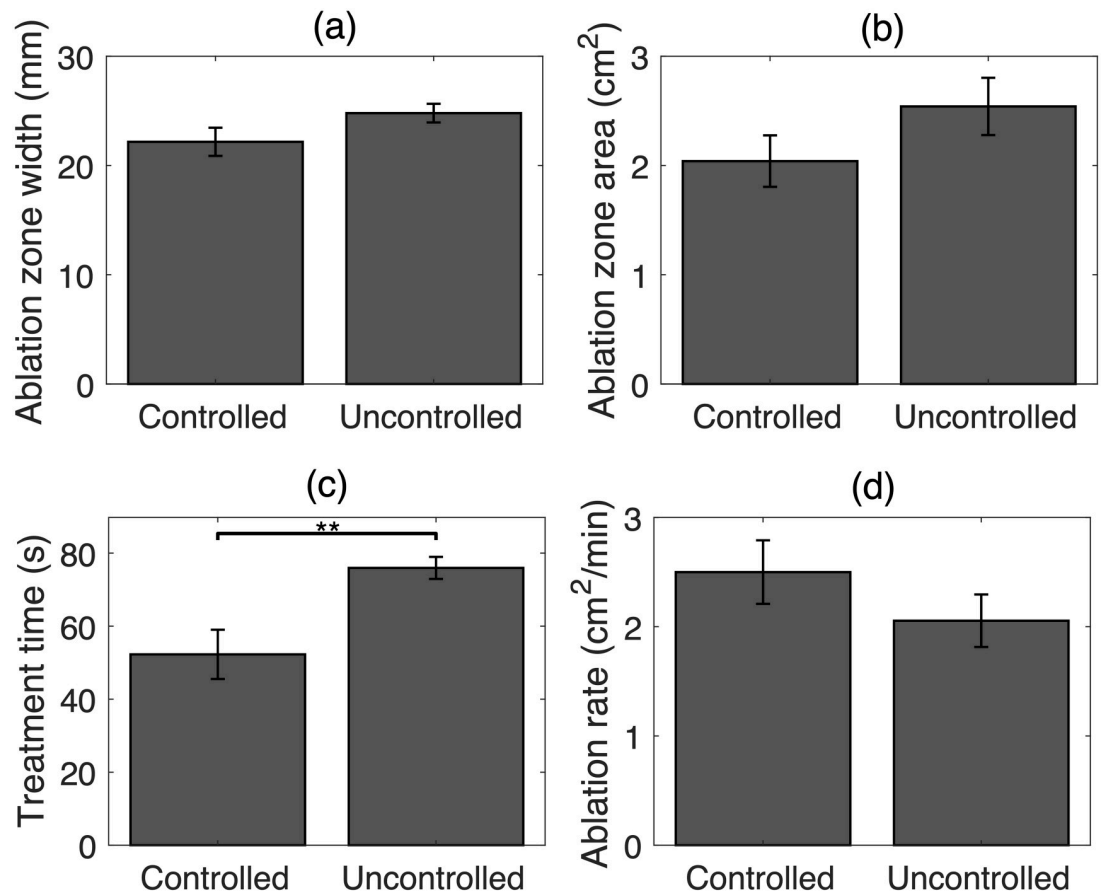 (a)
Ablation zone width (mm)
30
20
10
0
Controlled Uncontrolled
(b)
Ablation zone area (cm²)
3
2
1
0
Controlled Uncontrolled
(c)
Treatment time (s)
**
80
60
40
20
0
Controlled Uncontrolled
(d)
Ablation rate (cm²/min)
3
2
1
0
Controlled Uncontrolled